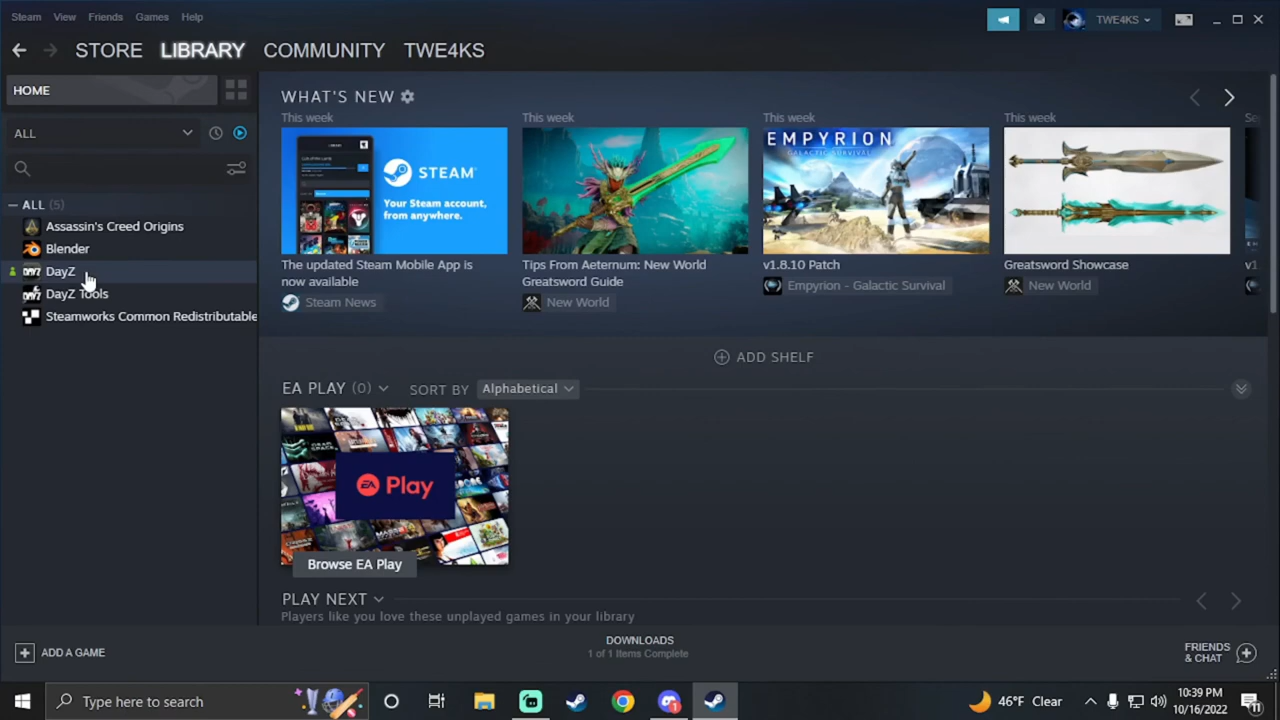 Steam View Friends Games Help
TWE4KS
STORE LIBRARY COMMUNITY TWE4KS
HOME
ALL
ALL (5)
Assassin's Creed Origins
Blender
DayZ
DayZ Tools
Steamworks Common Redistributable
WHAT'S NEW
This week
STEAM
Your Steam account,
from anywhere.
The updated Steam Mobile App is
now available
Steam News
This week
Tips From Aeternum: New World
Greatsword Guide
New World
This week
EMPYRION
GALACTIC SURVIVAL
v1.8.10 Patch
Empyrion - Galactic Survival
This week
Greatsword Showcase
New World
Se
v1
ADD SHELF
EA PLAY (0) SORT BY Alphabetical
EA Play
Browse EA Play
PLAY NEXT
Players like you love these unplayed games in your library
ADD A GAME
DOWNLOADS
1 of 1 Items Complete
FRIENDS
& CHAT
Type here to search
1
46°F Clear
10:39 PM
10/16/2022
11